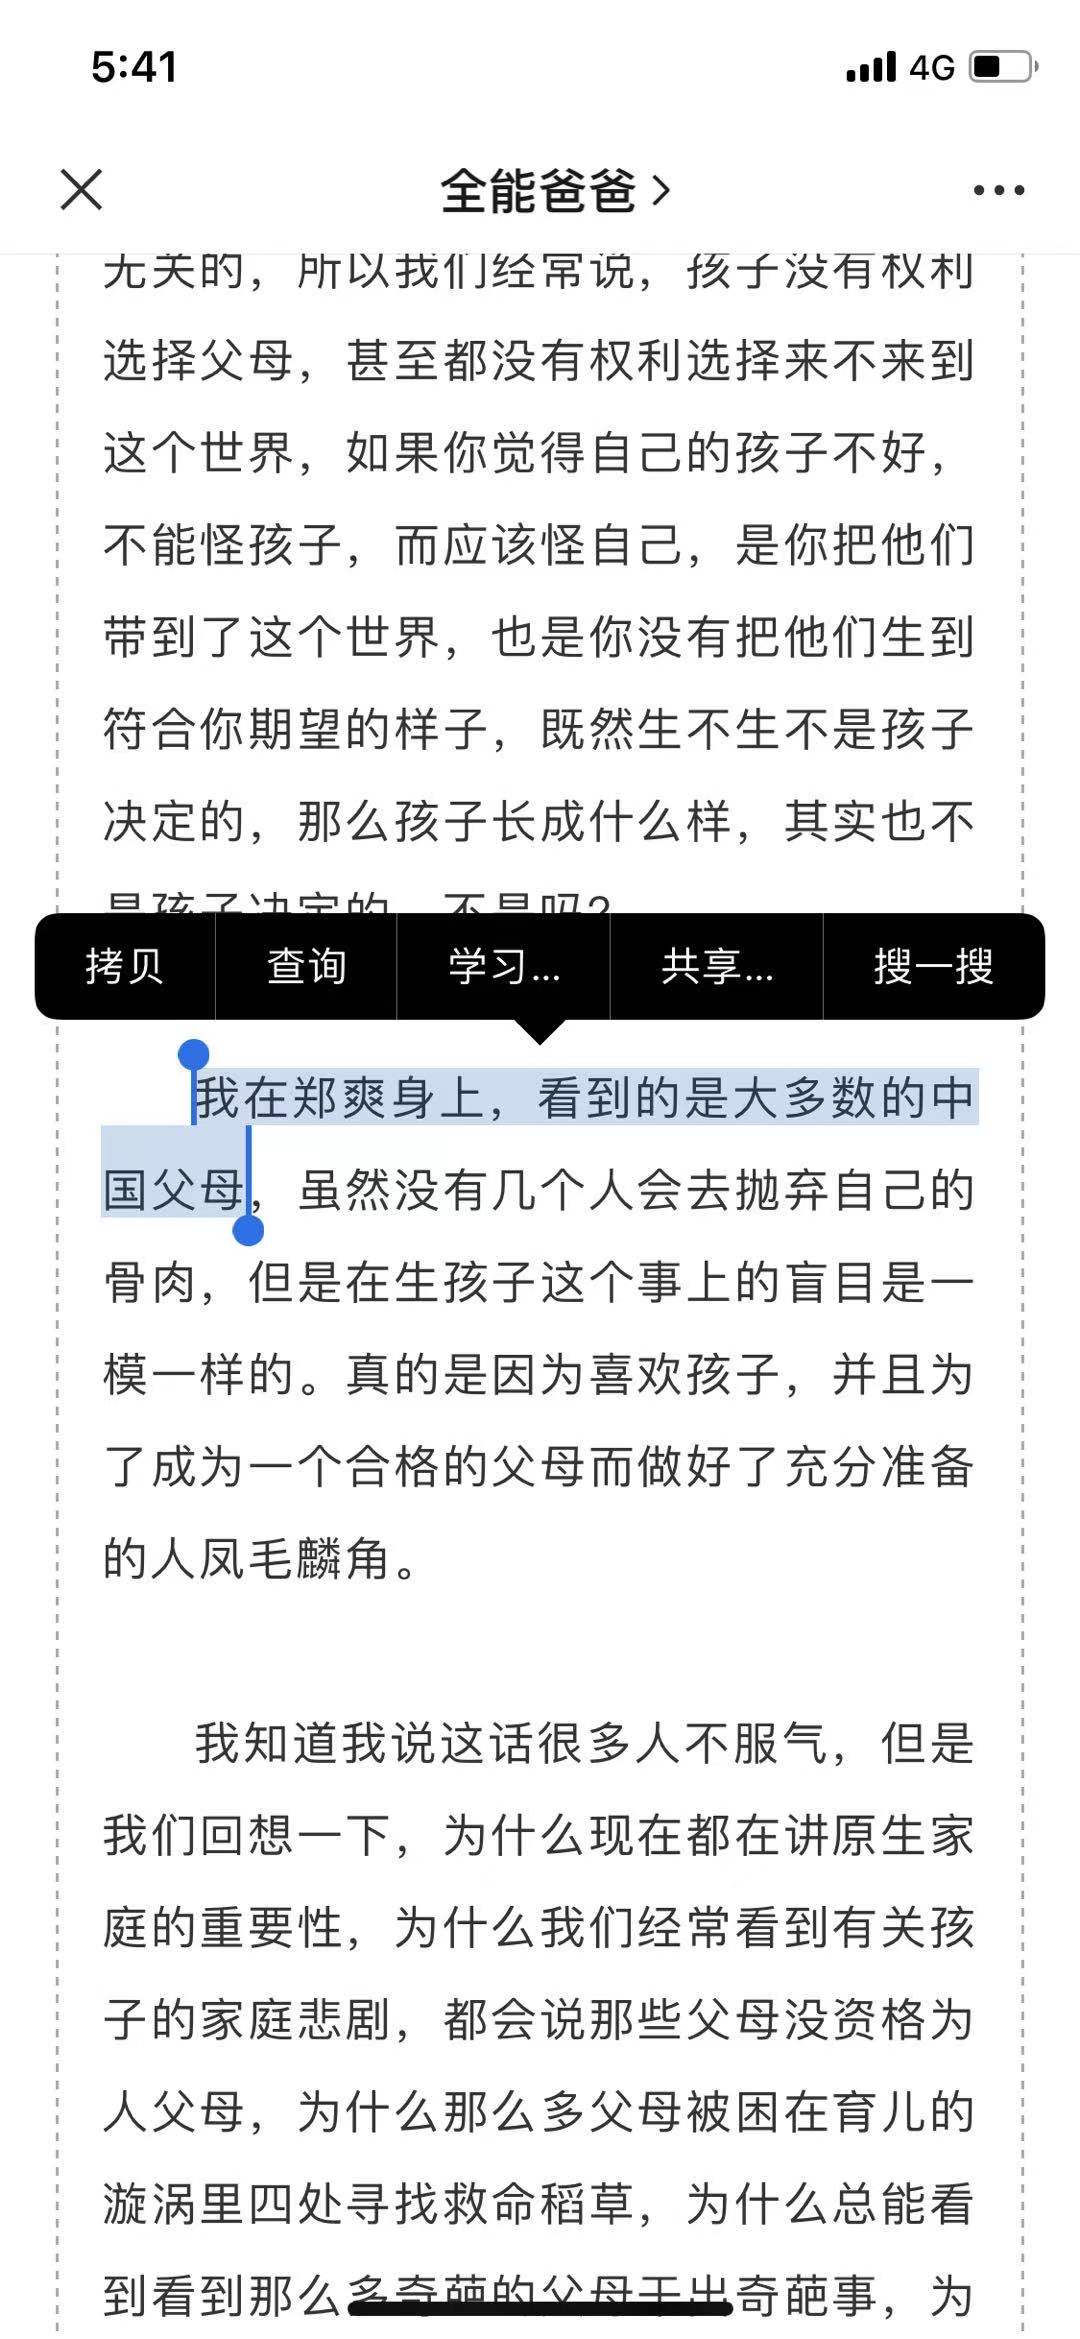 5:41
4G
全能爸爸
无关的，所以我们经常说，孩子没有权利
选择父母，甚至都没有权利选择来不来到
这个世界，如果你觉得自己的孩子不好，
不能怪孩子，而应该怪自己，是你把他们
带到了这个世界，也是你没有把他们生到
符合你期望的样子，既然生不生不是孩子
决定的，那么孩子长成什么样，其实也不
是孩子决定的，不是吗？
拷贝 查询 学习... 共享... 搜一搜
我在郑爽身上，看到的是大多数的中
国父母，虽然没有几个人会去抛弃自己的
骨肉，但是在生孩子这个事上的盲目是一
模一样的。真的是因为喜欢孩子，并且为
了成为一个合格的父母而做好了充分准备
的人凤毛麟角。
我知道我说这话很多人不服气，但是
我们回想一下，为什么现在都在讲原生家
庭的重要性，为什么我们经常看到有关孩
子的家庭悲剧，都会说那些父母没资格为
人父母，为什么那么多父母被困在育儿的
漩涡里四处寻找救命稻草，为什么总能看
到看到那么多奇葩的父母干出奇葩事，为